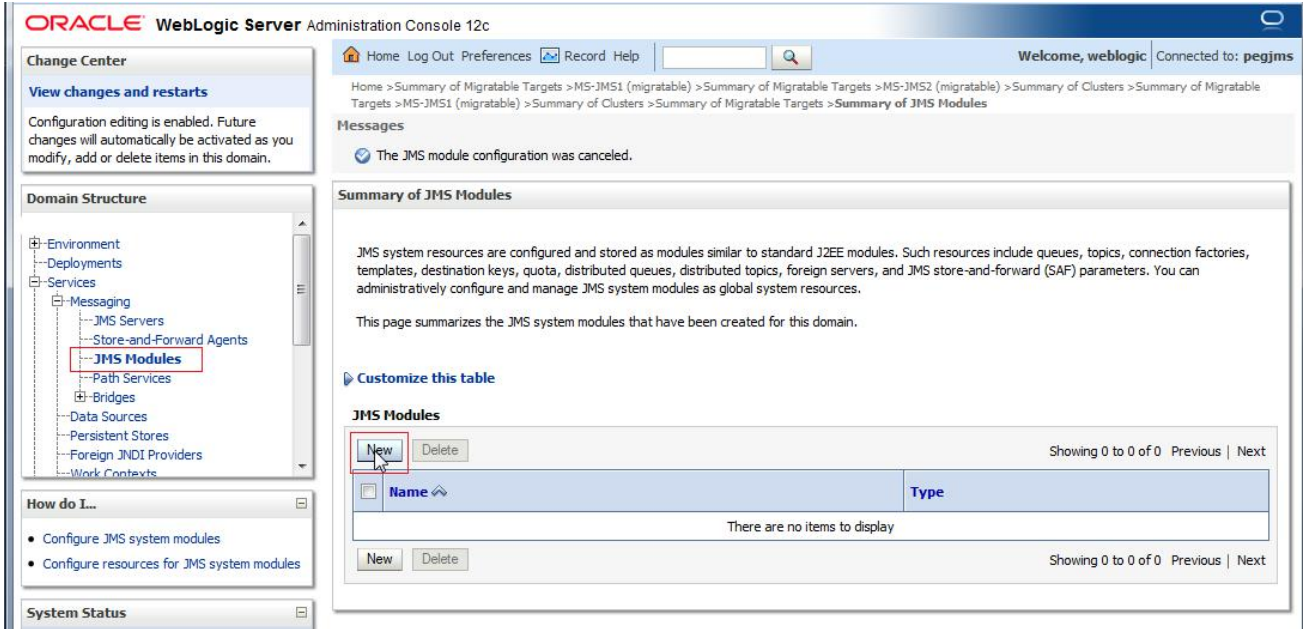 ORACLE WebLogic Server Administration Console 12c
Change Center
View changes and restarts
Configuration editing is enabled. Future
changes will automatically be activated as you
modify, add or delete items in this domain.
Domain Structure
Environment
Deployments
Services
Messaging
JMS Servers
Store-and-Forward Agents
JMS Modules
Path Services
Bridges
Data Sources
Persistent Stores
Foreign JNDI Providers
Work Contexts
How do I...
Configure JMS system modules
Configure resources for JMS system modules
System Status
Home Log Out Preferences Record Help
Welcome, weblogic Connected to: pegjms
Home >Summary of Migratable Targets >MS-JMS1 (migratable) >Summary of Migratable Targets >MS-JMS2 (migratable) >Summary of Clusters >Summary of Migratable
Targets >MS-JMS1 (migratable) >Summary of Clusters >Summary of Migratable Targets >Summary of JMS Modules
Messages
The JMS module configuration was canceled.
Summary of JMS Modules
JMS system resources are configured and stored as modules similar to standard J2EE modules. Such resources include queues, topics, connection factories,
templates, destination keys, quota, distributed queues, distributed topics, foreign servers, and JMS store-and-forward (SAF) parameters. You can
administratively configure and manage JMS system modules as global system resources.
This page summarizes the JMS system modules that have been created for this domain.
Customize this table
JMS Modules
New Delete Showing 0 to 0 of 0 Previous | Next
Name Type
There are no items to display
New Delete Showing 0 to 0 of 0 Previous | Next